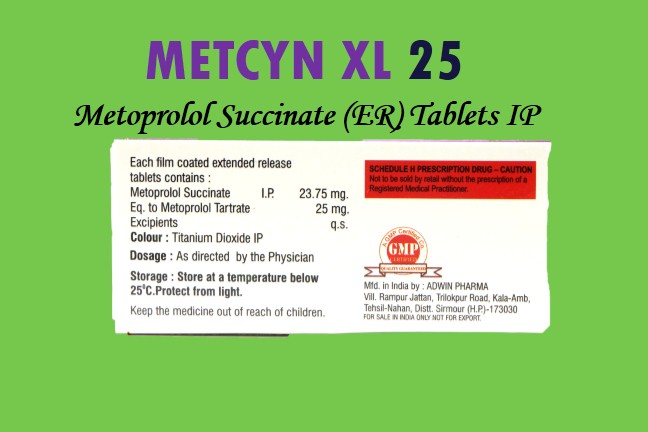 METCYN XL 25
Metoprolol Succinate (ER) Tablets IP
Each film coated extended release
tablets contains :
Metoprolol Succinate I.P. 23.75 mg.
Eq. to Metoprolol Tartrate 25 mg.
Excipients q.s.
Colour : Titanium Dioxide IP
Dosage : As directed by the Physician
Storage : Store at a temperature below
25°C.Protect from light.
Keep the medicine out of reach of children.
SCHEDULE H PRESCRIPTION DRUG – CAUTION
Not to be sold by retail without the prescription of a
Registered Medical Practitioner.
A GMP Certified Co.
GMP
CERTIFIED
QUALITY GUARANTEED
Mfd. in India by : ADWIN PHARMA
Vill. Rampur Jattan, Trilokpur Road, Kala-Amb,
Tehsil-Nahan, Distt. Sirmour (H.P.)-173030
FOR SALE IN INDIA ONLY NOT FOR EXPORT.